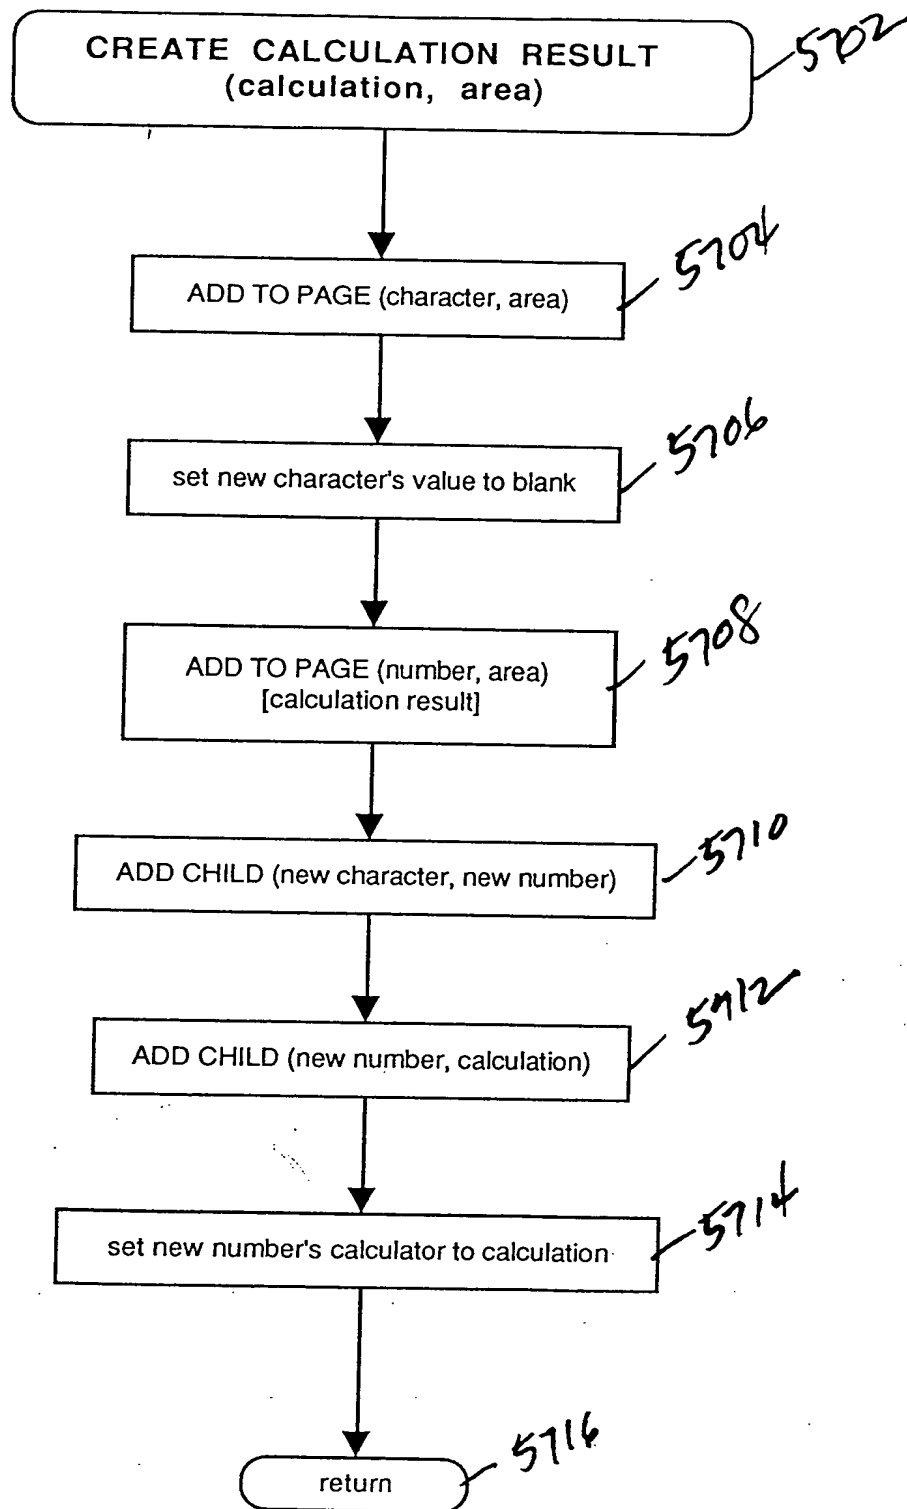 CREATE CALCULATION RESULT
(calculation, area)
5702
ADD TO PAGE (character, area)
5704
set new character's value to blank
5706
ADD TO PAGE (number, area)
[calculation result]
5708
ADD CHILD (new character, new number)
5710
ADD CHILD (new number, calculation)
5712
set new number's calculator to calculation
5714
return
5716